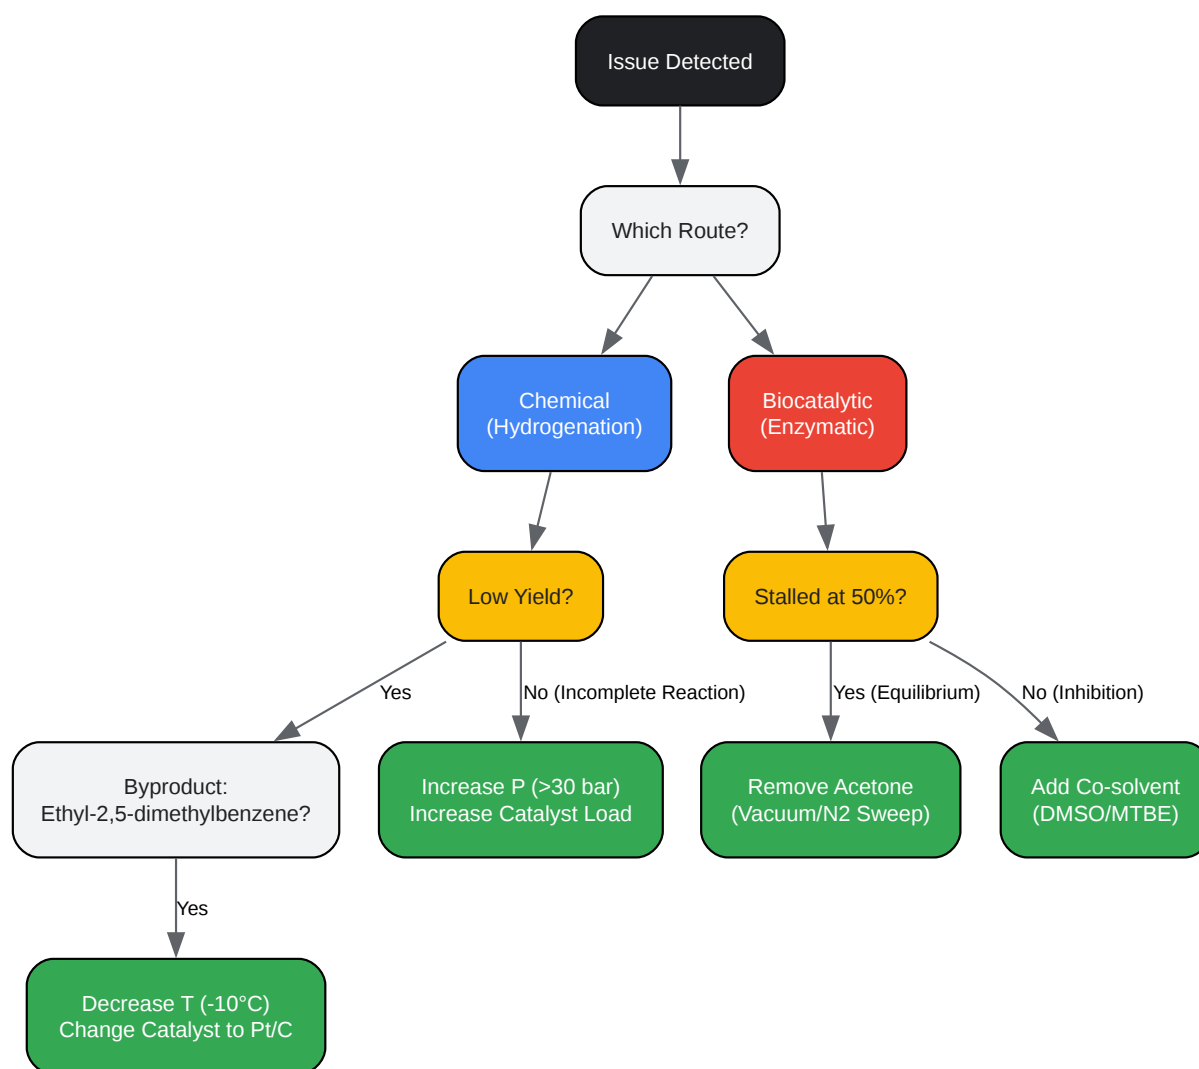 Issue Detected
Which Route?
Chemical
(Hydrogenation)
Biocatalytic
(Enzymatic)
Low Yield?
Stalled at 50%?
Yes
No (Incomplete Reaction)
Yes (Equilibrium)
No (Inhibition)
Byproduct:
Ethyl-2,5-dimethylbenzene?
Increase P (>30 bar)
Increase Catalyst Load
Remove Acetone
(Vacuum/N2 Sweep)
Add Co-solvent
(DMSO/MTBE)
Yes
Decrease T (-10°C)
Change Catalyst to Pt/C